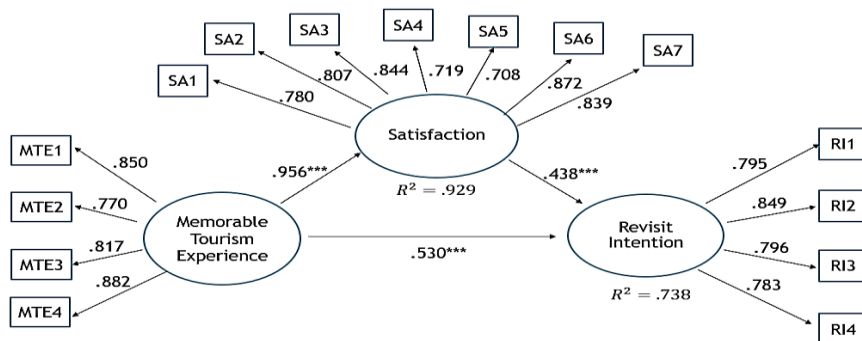 SA1
SA2
SA3
SA4
SA5
SA6
SA7
.780
.807
.844
.719
.708
.872
.839
Satisfaction
R² = .929
MTE1
MTE2
MTE3
MTE4
.850
.770
.817
.882
Memorable
Tourism
Experience
.956***
.438***
.530***
Revisit
Intention
R² = .738
.795
.849
.796
.783
RI1
RI2
RI3
RI4